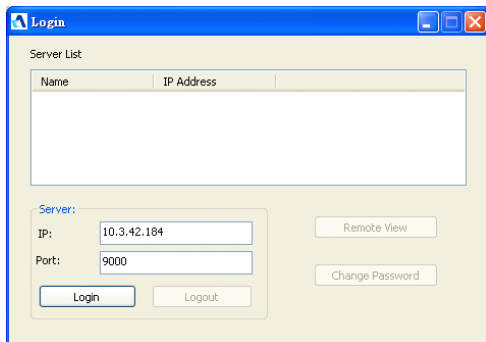 Login
Server List
Name IP Address
Server:
IP: 10.3.42.184
Remote View
Port: 9000
Change Password
Login Logout